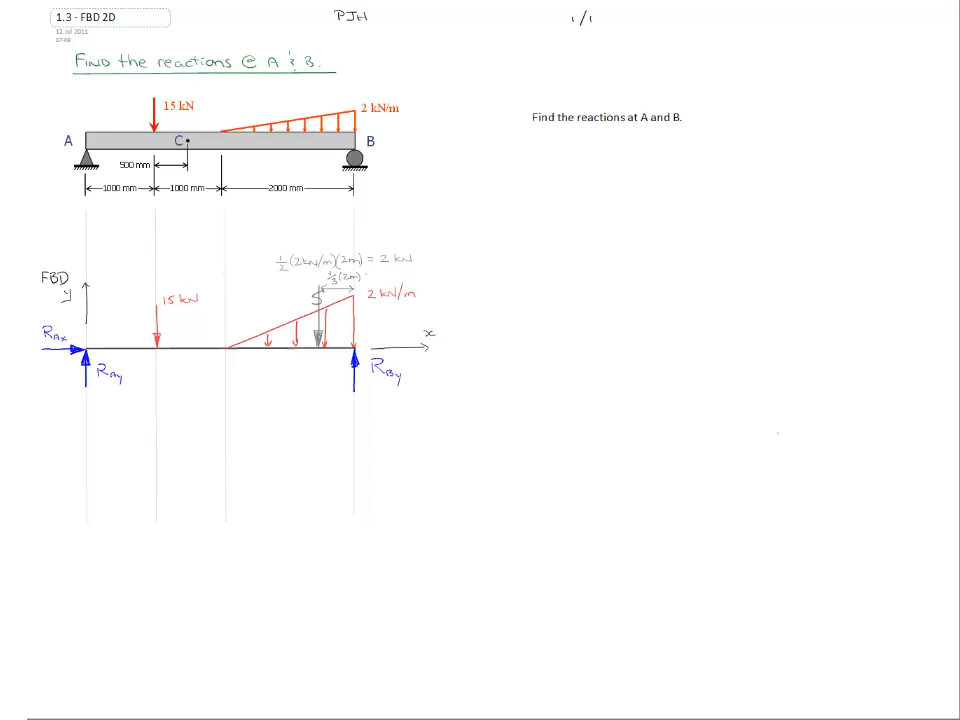 1.3 - FBD 2D
PJH
1/1
12 Jul 2011
0749
FIND the reactions @ A & B.
15 kN
2 kN/m
Find the reactions at A and B.
A
C
B
500 mm
1000 mm
1000 mm
2000 mm
1/2 (2kN/m)(2m) = 2 kN
FBD
1/3 (2m)
y
15 kN
2 kN/m
RAx
x
RAy
RBy